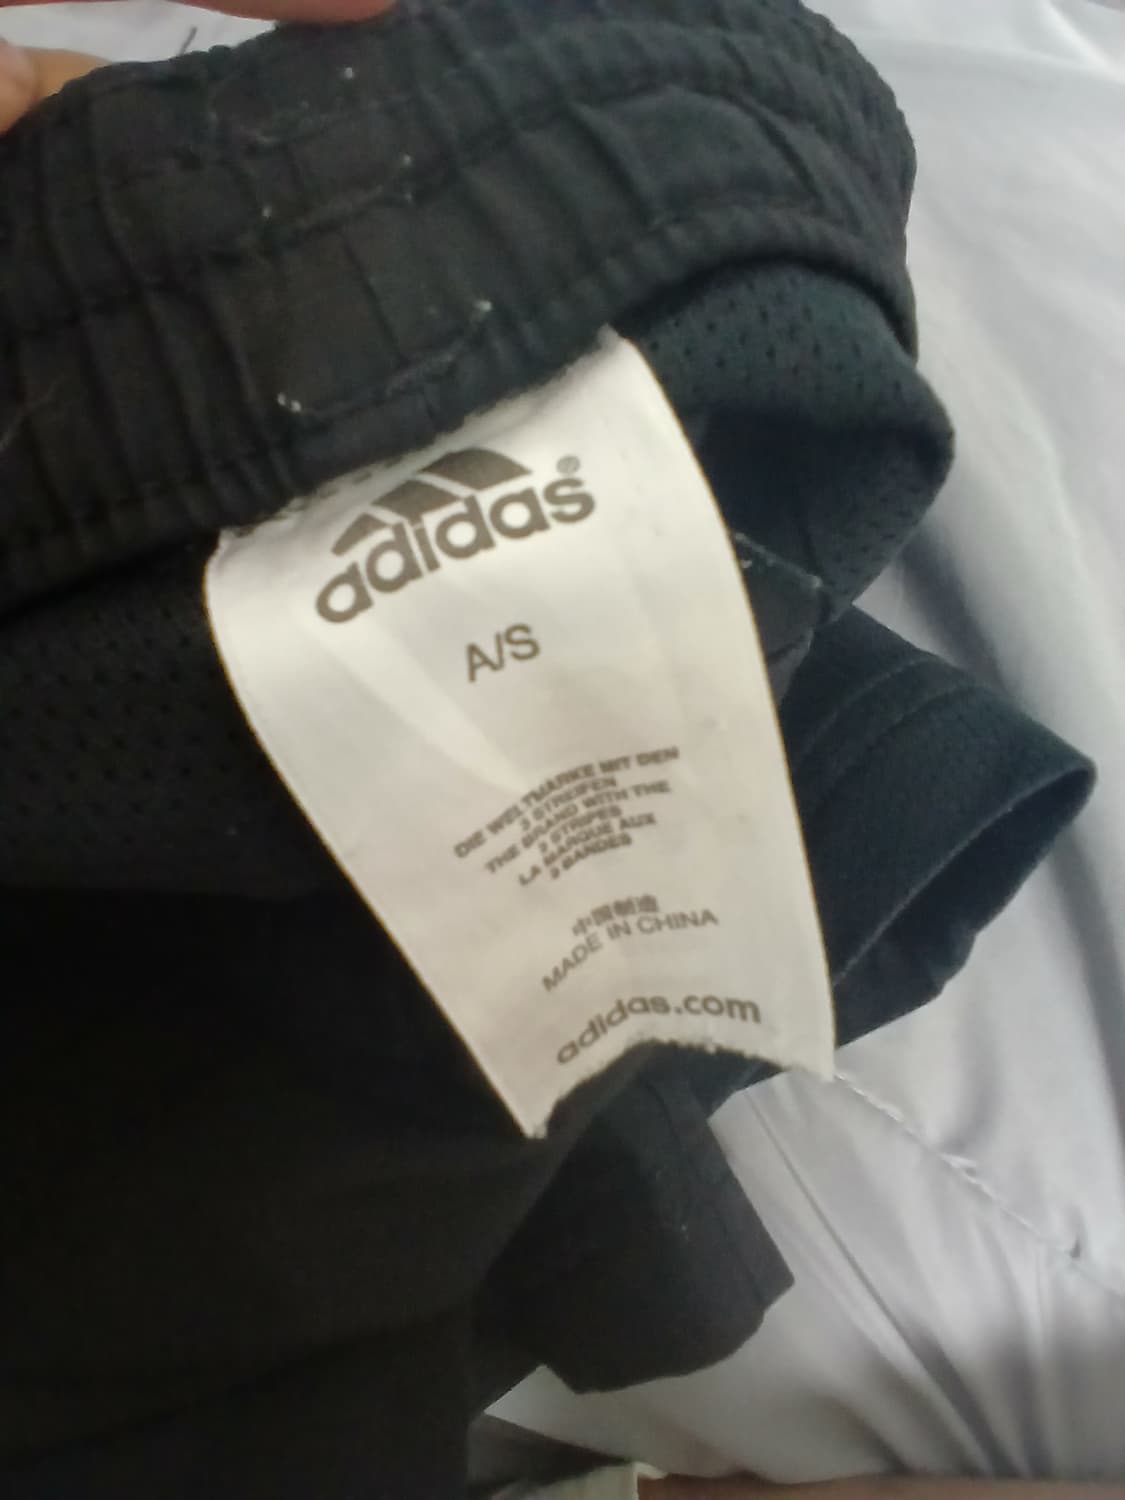 adidas®
A/S
DIE WELTMARKE MIT DEN
3 STREIFEN
THE BRAND WITH THE
3 STRIPES
LA MARQUE AUX
3 BANDES
中国制造
MADE IN CHINA
adidas.com